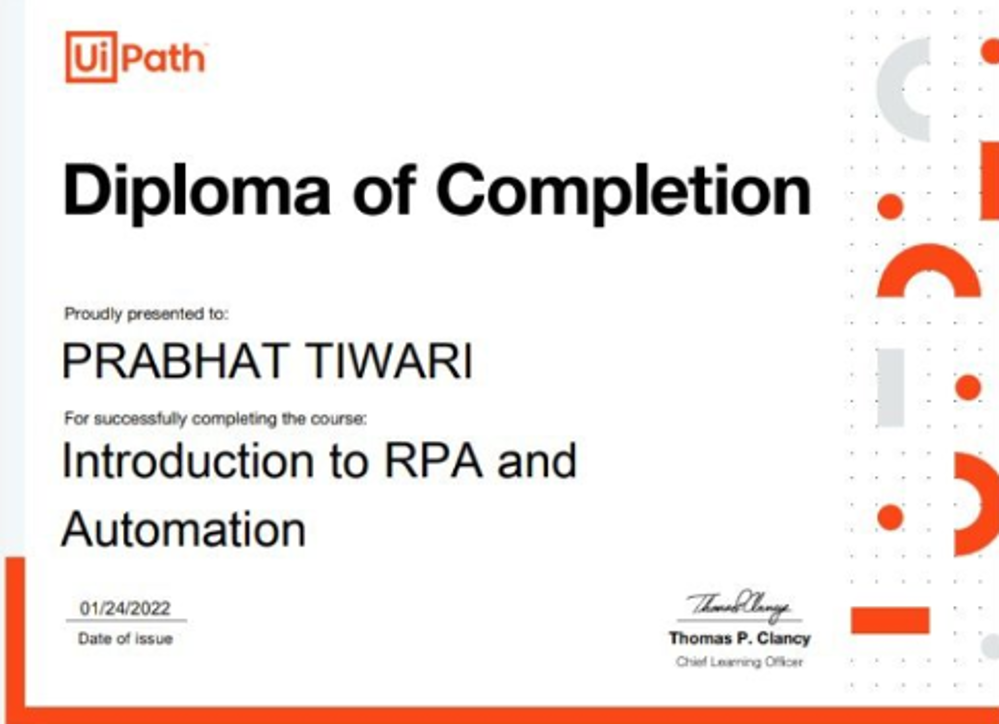 UiPath
Diploma of Completion
Proudly presented to:
PRABHAT TIWARI
For successfully completing the course:
Introduction to RPA and
Automation
01/24/2022
Date of issue
Thomas P. Clancy
Thomas P. Clancy
Chief Learning Officer